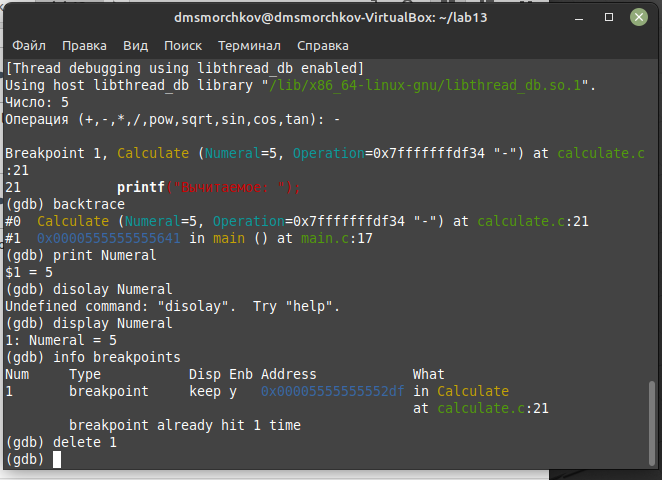 dmsmorchkov@dmsmorchkov-VirtualBox: ~/lab13
Файл Правка Вид Поиск Терминал Справка
[Thread debugging using libthread_db enabled]
Using host libthread_db library "/lib/x86_64-linux-gnu/libthread_db.so.1".
Число: 5
Операция (+,-,*,/,pow,sqrt,sin,cos,tan): -
Breakpoint 1, Calculate (Numeral=5, Operation=0x7fffffffdf34 "-") at calculate.c
:21
21 printf("Вычитаемое: ");
(gdb) backtrace
#0 Calculate (Numeral=5, Operation=0x7fffffffdf34 "-") at calculate.c:21
#1 0x0000555555555641 in main () at main.c:17
(gdb) print Numeral
$1 = 5
(gdb) disolay Numeral
Undefined command: "disolay". Try "help".
(gdb) display Numeral
1: Numeral = 5
(gdb) info breakpoints
Num Type Disp Enb Address What
1 breakpoint keep y 0x00005555555552df in Calculate
at calculate.c:21
breakpoint already hit 1 time
(gdb) delete 1
(gdb)